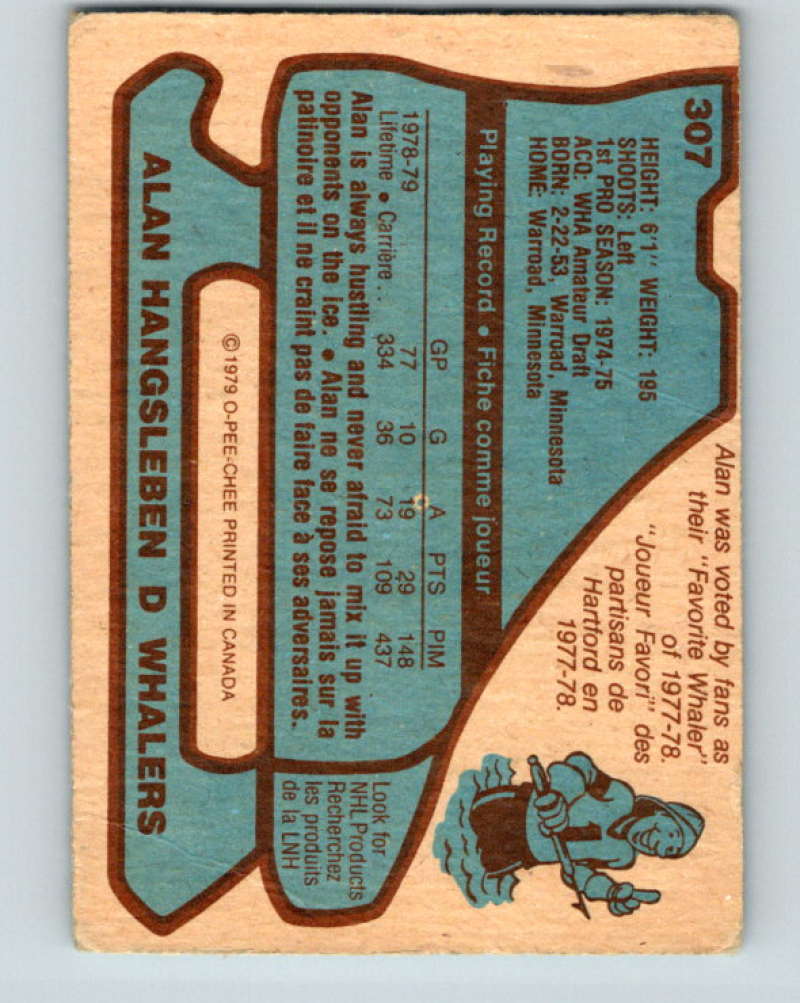 307
HEIGHT: 6'1" WEIGHT: 195
SHOOTS: Left
1st PRO SEASON: 1974-75
ACQ: WHA Amateur Draft
BORN: 2-22-53, Warroad, Minnesota
HOME: Warroad, Minnesota
Alan was voted by fans as
their "Favorite Whaler"
of 1977-78.
"Joueur Favori" des
partisans de
Hartford en
1977-78.
Playing Record • Fiche comme joueur
GP G A PTS PIM
1978-79 77 10 19 29 148
Lifetime • Carrière .. 334 36 73 109 437
Alan is always hustling and never afraid to mix it up with
opponents on the ice. • Alan ne se repose jamais sur la
patinoire et il ne craint pas de faire face à ses adversaires.
Look for
NHL Products
Recherchez
les produits
de la LNH
1
©1979 O-PEE-CHEE PRINTED IN CANADA
ALAN HANGSLEBEN D WHALERS